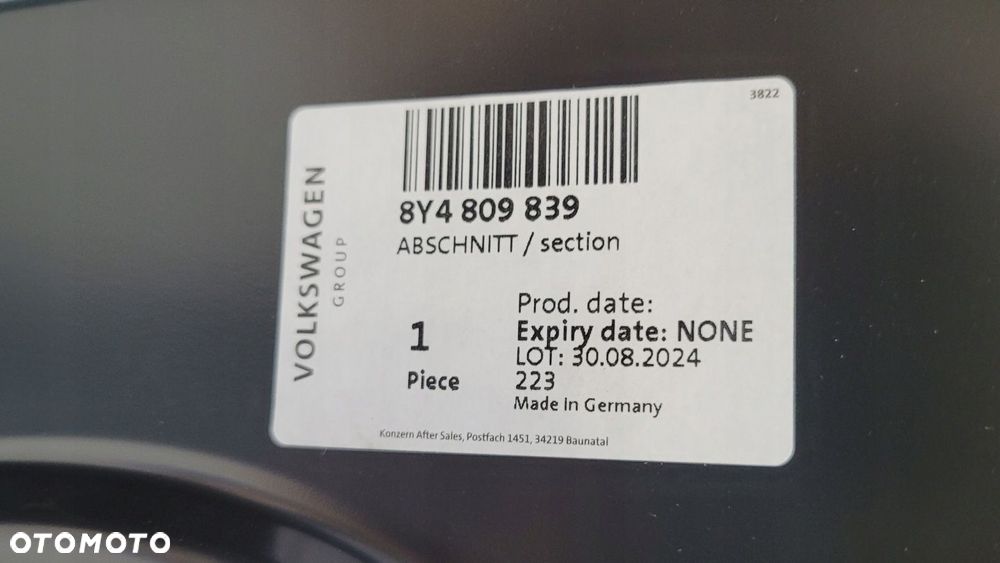 3822
VOLKSWAGEN
GROUP
8Y4 809 839
ABSCHNITT / section
1
Piece
Prod. date:
Expiry date: NONE
LOT: 30.08.2024
223
Made In Germany
Konzern After Sales, Postfach 1451, 34219 Baunatal
OTOMOTO